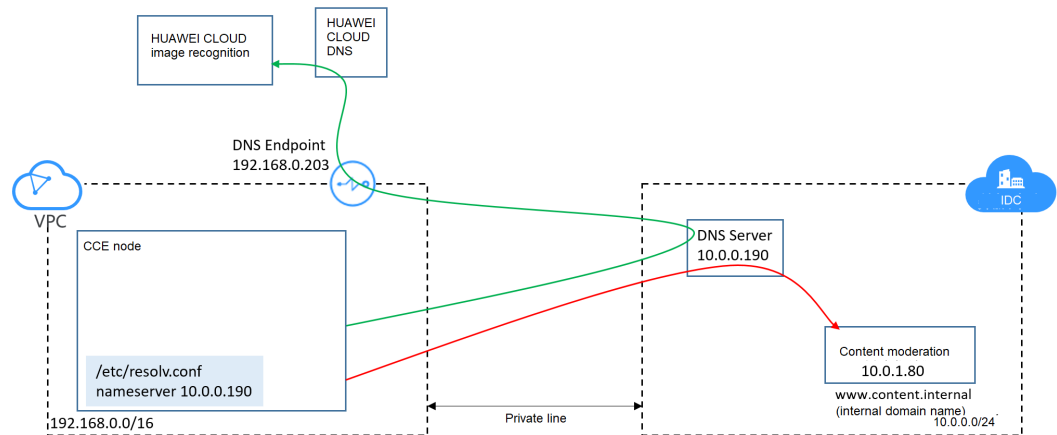 HUAWEI CLOUD
image recognition
HUAWEI
CLOUD
DNS
DNS Endpoint
192.168.0.203
VPC
IDC
CCE node
DNS Server
10.0.0.190
/etc/resolv.conf
nameserver 10.0.0.190
Content moderation
10.0.1.80
www.content.internal
(internal domain name)
192.168.0.0/16
Private line
10.0.0.0/24